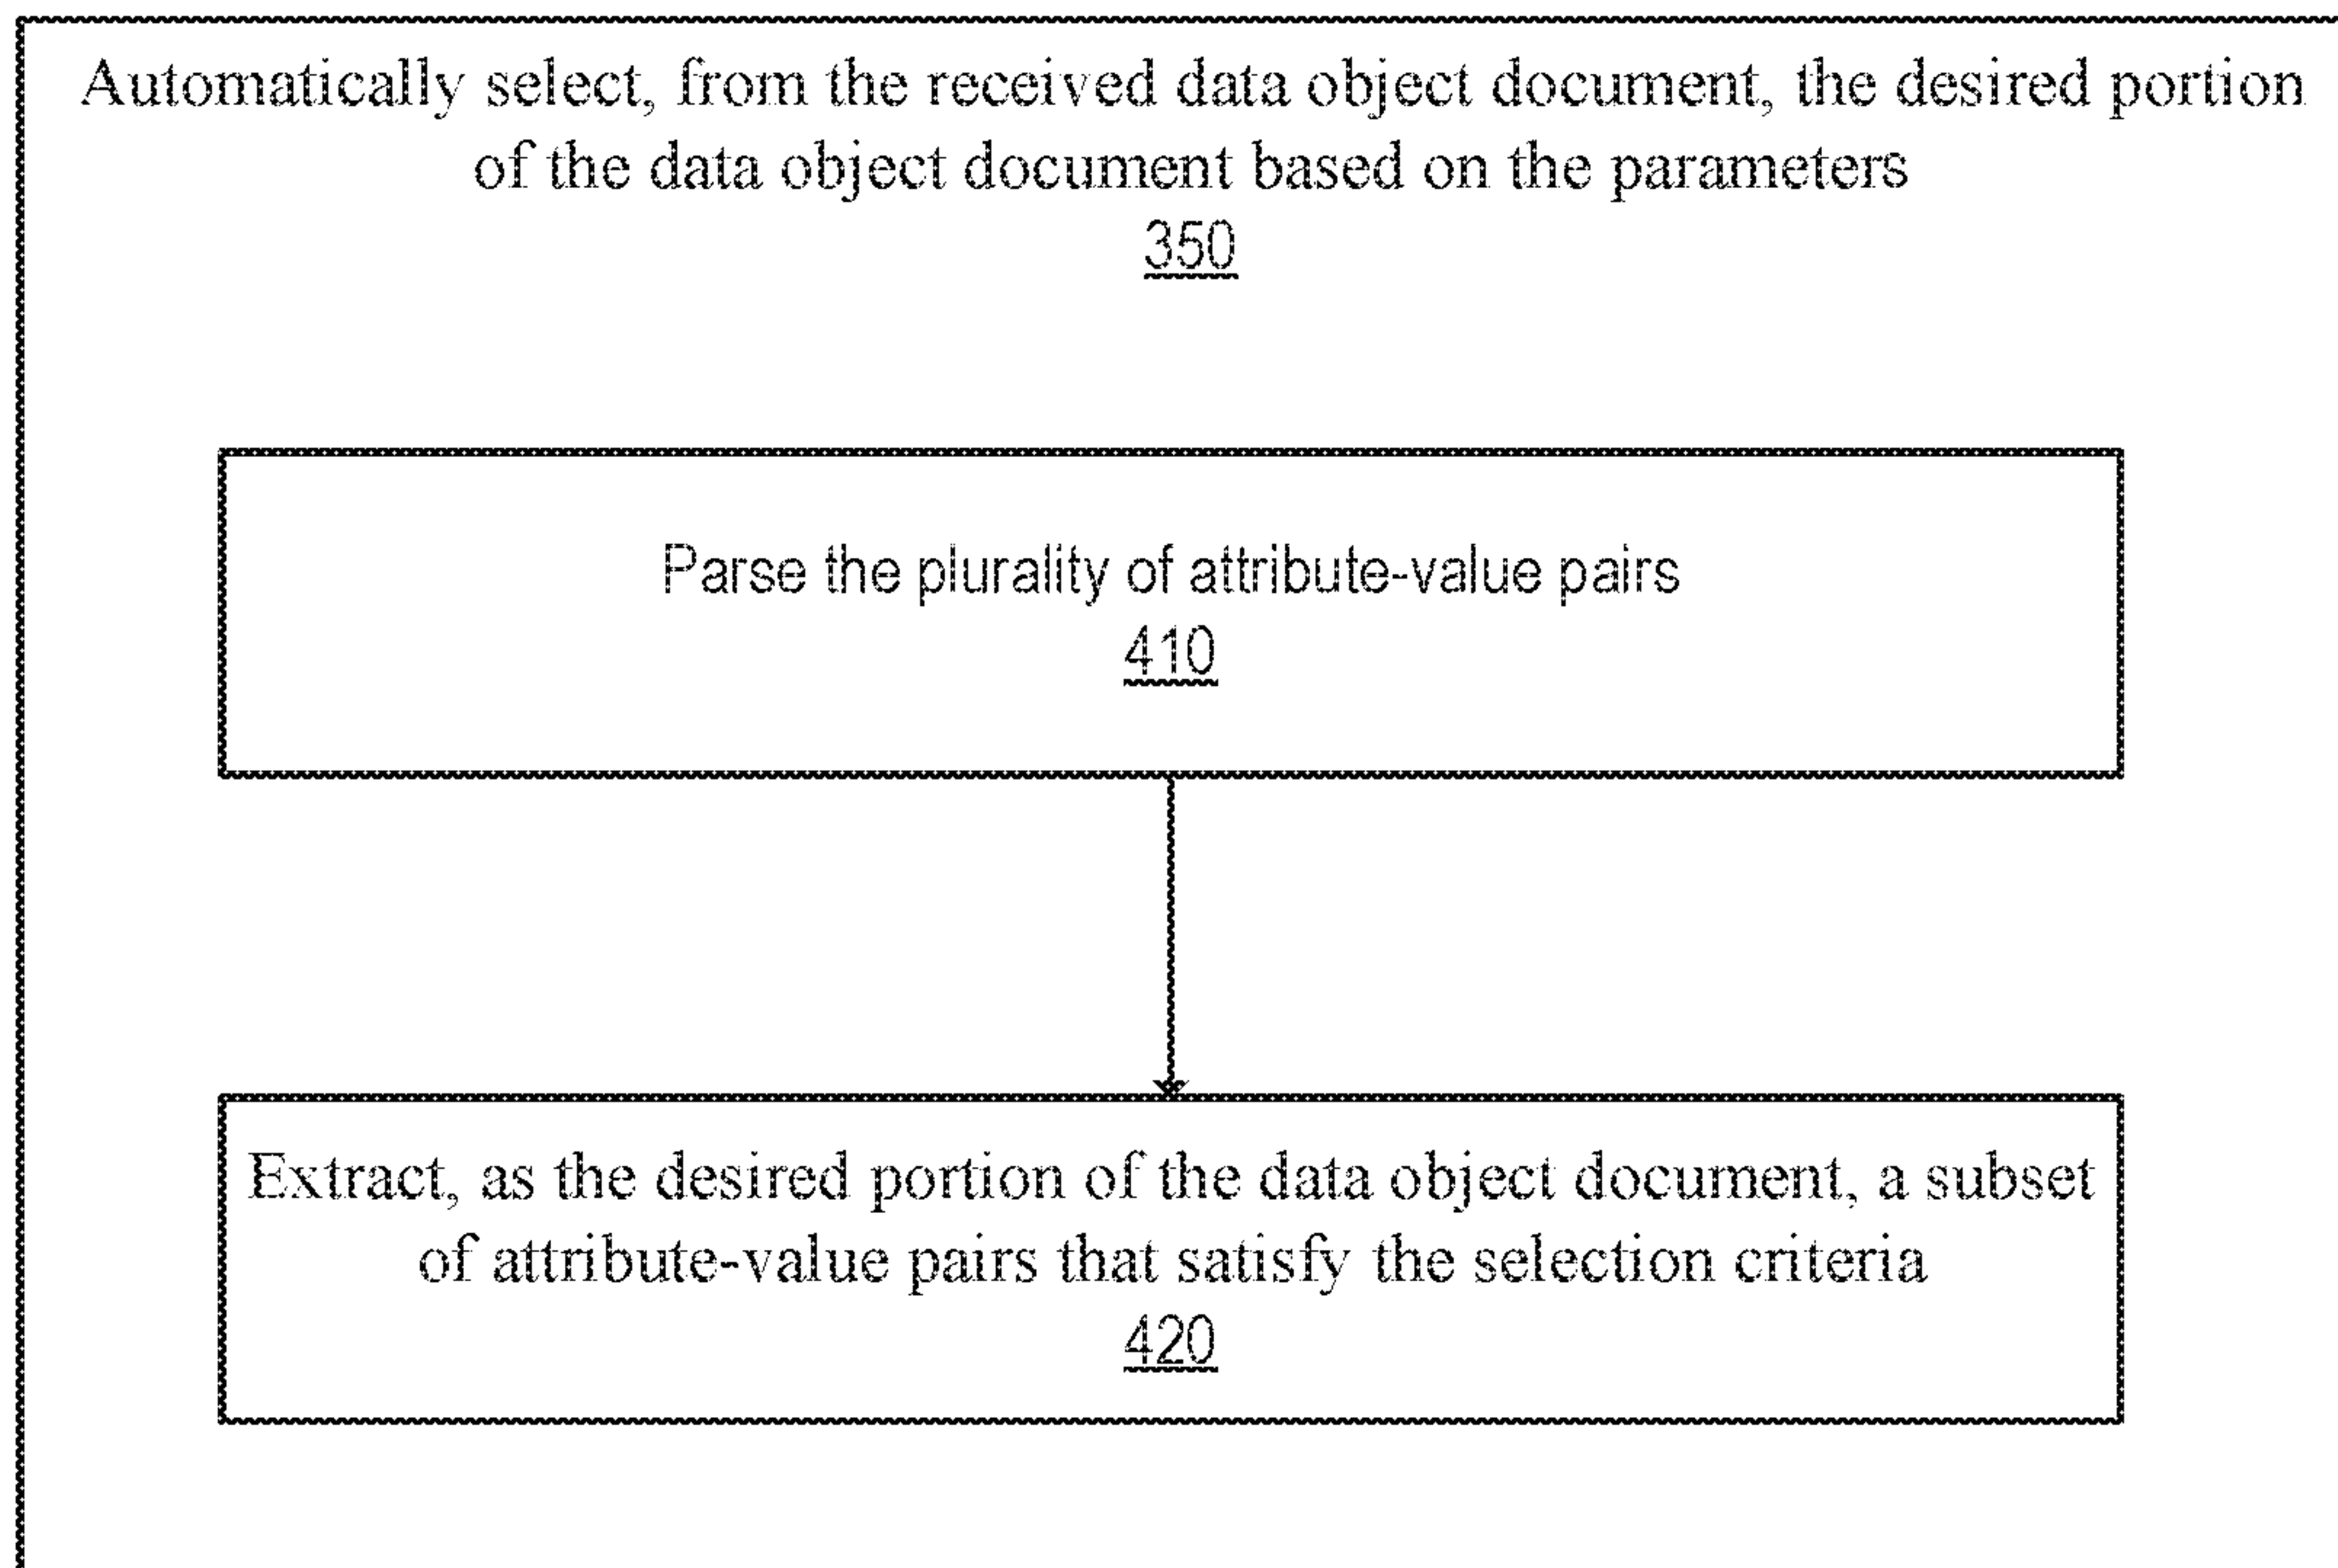 Automatically select, from the received data object document, the desired portion
of the data object document based on the parameters
350
Parse the plurality of attribute-value pairs
410
Extract, as the desired portion of the data object document, a subset
of attribute-value pairs that satisfy the selection criteria
420